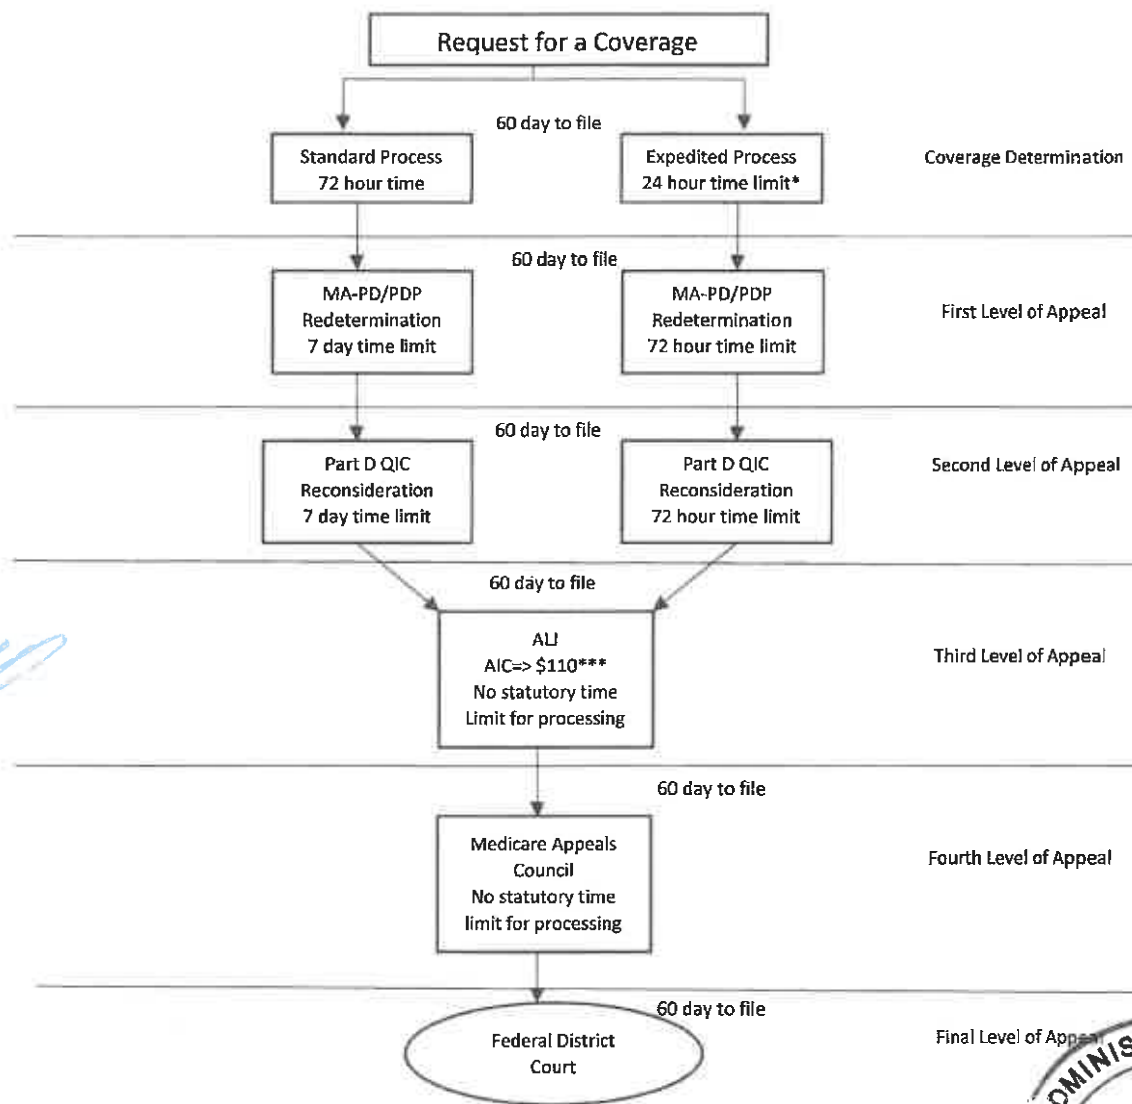 Request for a Coverage
60 day to file
Standard Process
72 hour time
Expedited Process
24 hour time limit*
Coverage Determination
60 day to file
MA-PD/PDP
Redetermination
7 day time limit
MA-PD/PDP
Redetermination
72 hour time limit
First Level of Appeal
60 day to file
Part D QIC
Reconsideration
7 day time limit
Part D QIC
Reconsideration
72 hour time limit
Second Level of Appeal
60 day to file
ALJ
AIC=> $110***
No statutory time
Limit for processing
Third Level of Appeal
60 day to file
Medicare Appeals
Council
No statutory time
limit for processing
Fourth Level of Appeal
60 day to file
Federal District
Court
Final Level of Appeal